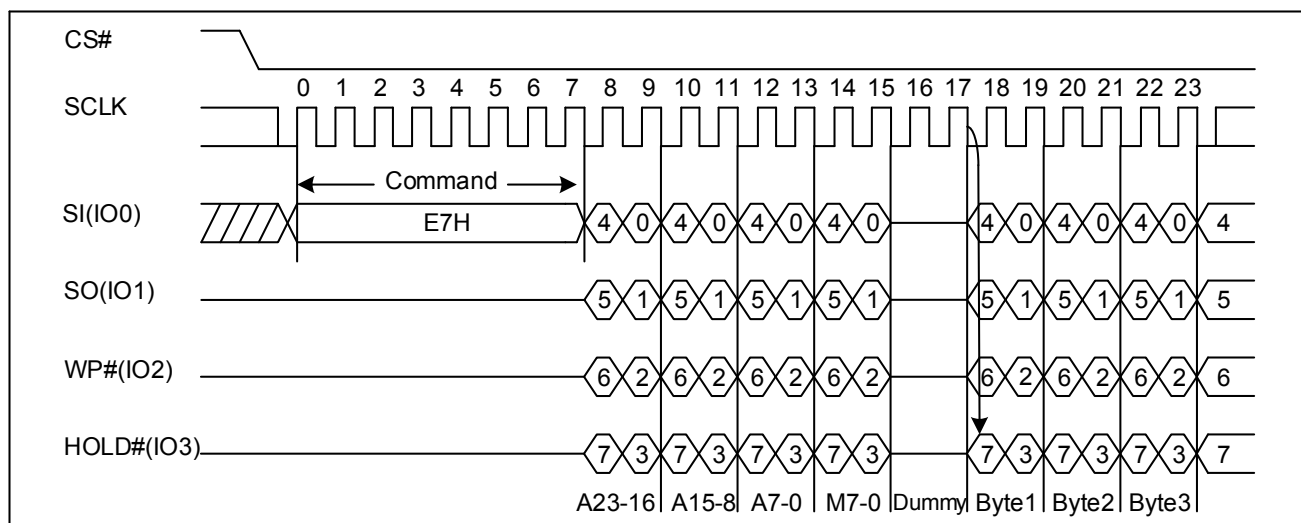 CS#
0 1 2 3 4 5 6 7 8 9 10 11 12 13 14 15 16 17 18 19 20 21 22 23
SCLK
Command
SI(IO0) E7H 4 0 4 0 4 0 4 0 4 0 4 0 4 0 4
SO(IO1) 5 1 5 1 5 1 5 1 5 1 5 1 5 1 5
WP#(IO2) 6 2 6 2 6 2 6 2 6 2 6 2 6 2 6
HOLD#(IO3) 7 3 7 3 7 3 7 3 7 3 7 3 7 3 7
A23-16 A15-8 A7-0 M7-0 Dummy Byte1 Byte2 Byte3